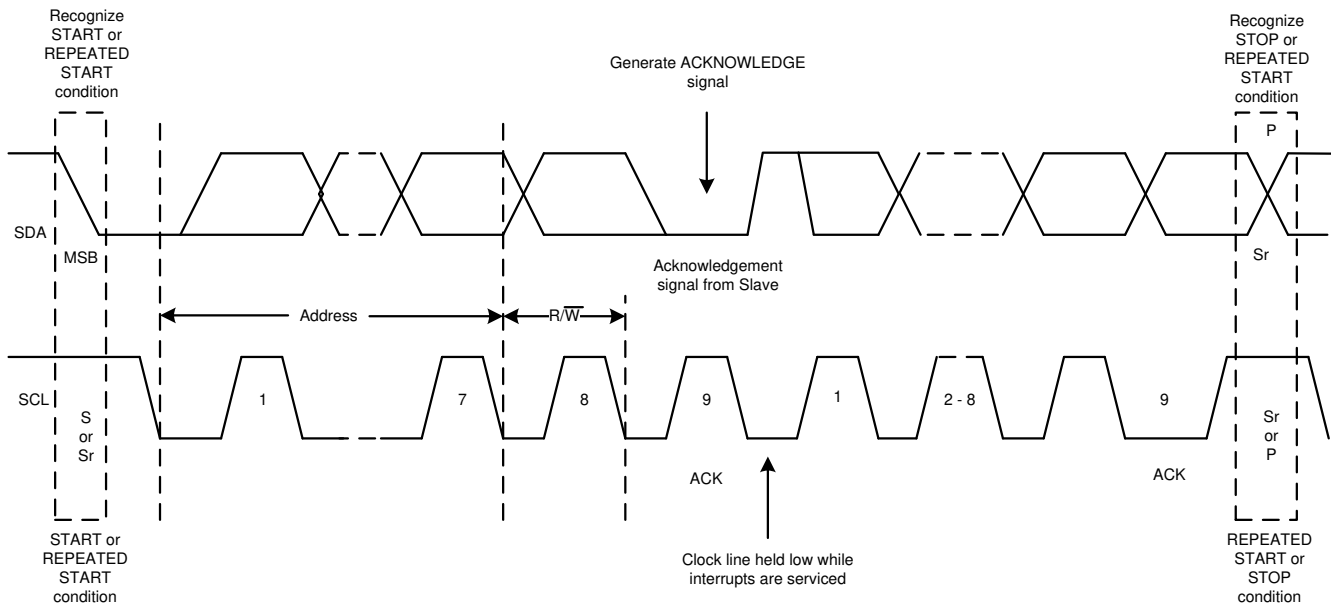 Recognize
START or
REPEATED
START
condition
Generate ACKNOWLEDGE
signal
Recognize
STOP or
REPEATED
START
condition
P
SDA
MSB
Acknowledgement
signal from Slave
Sr
Address
R/W̅
SCL
S
or
Sr
1
7
8
9
1
2 - 8
9
Sr
or
P
ACK
ACK
START or
REPEATED
START
condition
Clock line held low while
interrupts are serviced
REPEATED
START or
STOP
condition